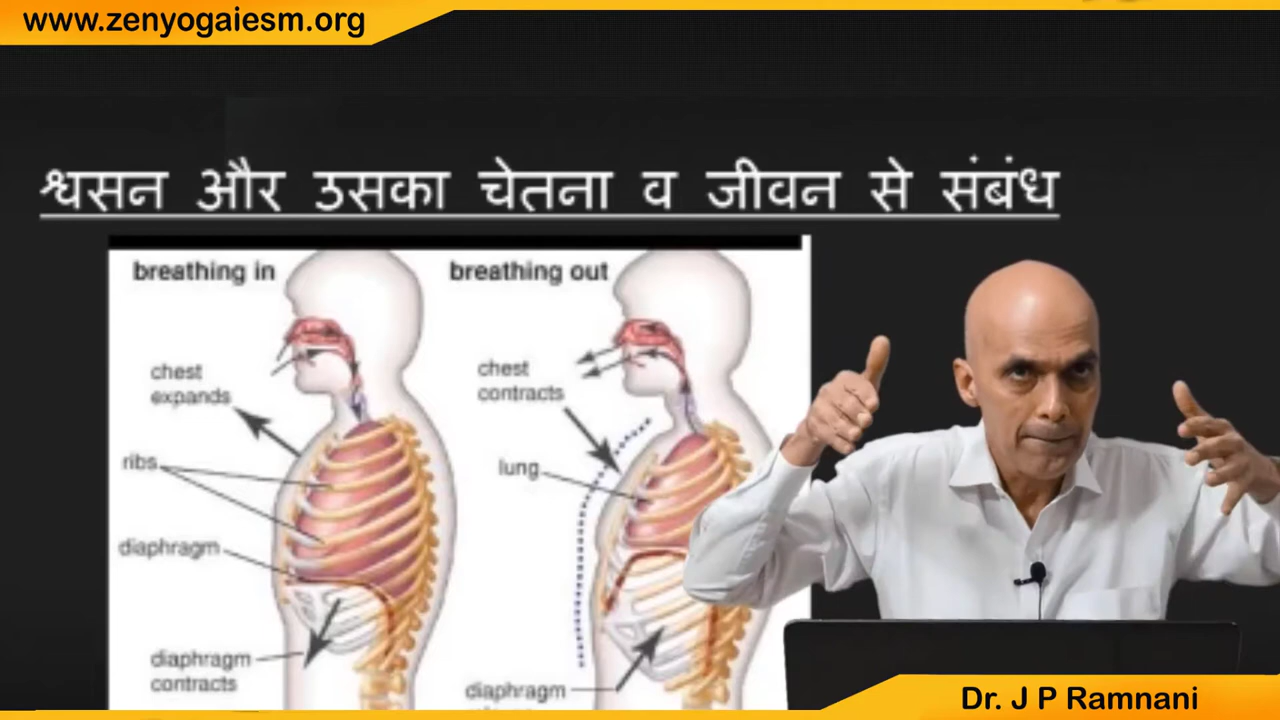 www.zenyogaiesm.org
श्वसन और उसका चेतना व जीवन से संबंध
breathing in
breathing out
chest
expands
ribs
diaphragm
diaphragm
contracts
chest
contracts
lung
diaphragm
Dr. J P Ramnani